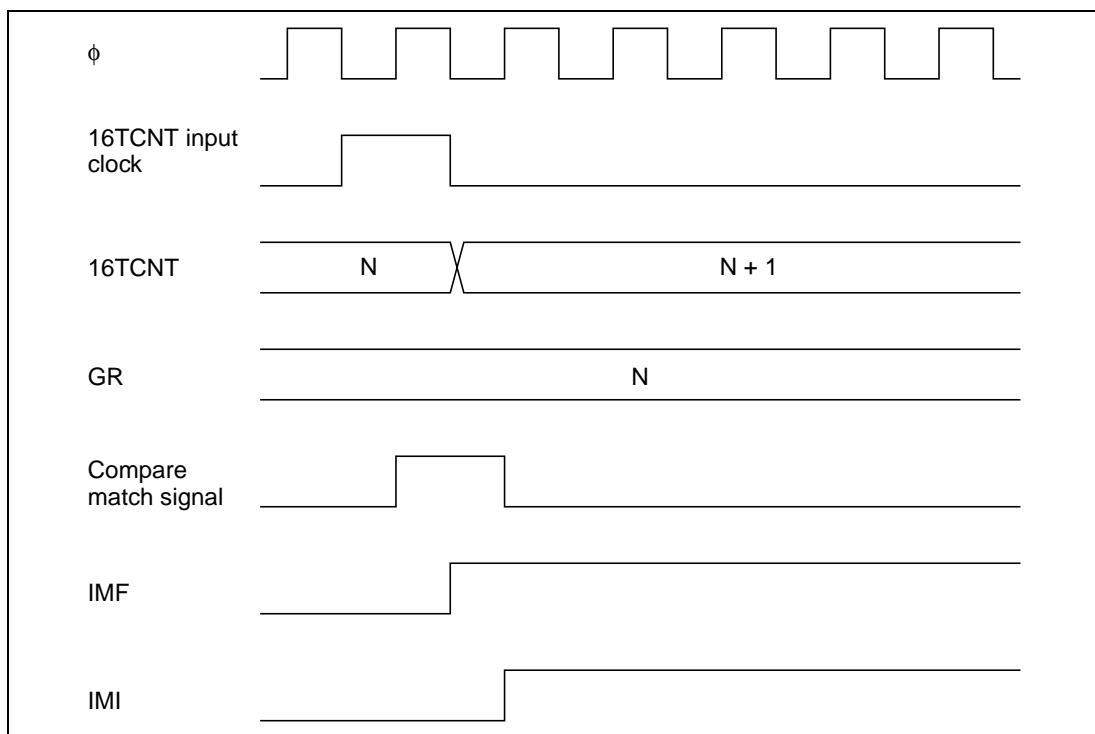 ϕ
16TCNT input
clock
16TCNT
N
N + 1
GR
N
Compare
match signal
IMF
IMI